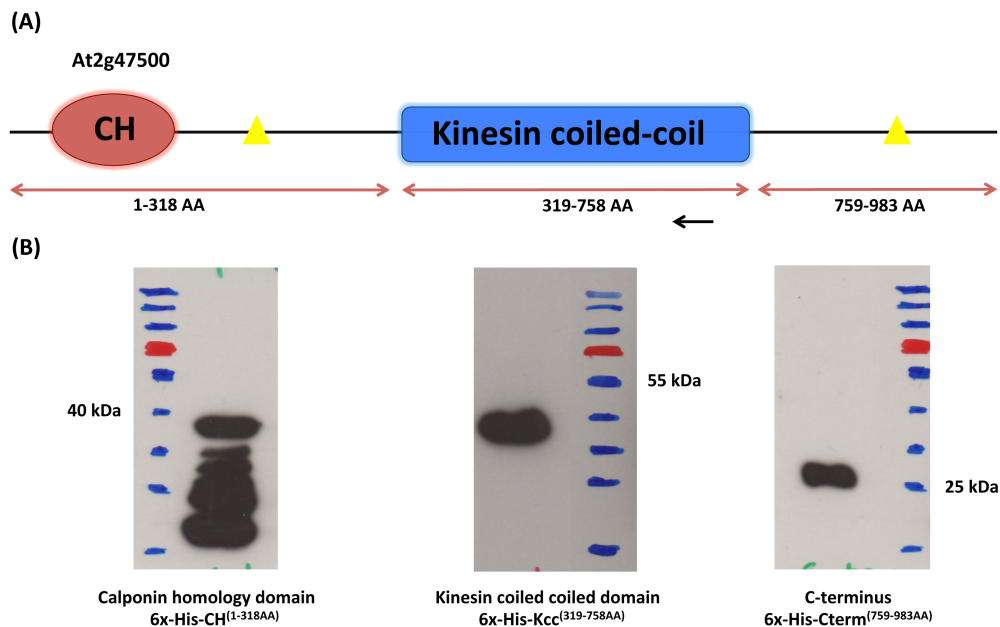 (A)
At2g47500
CH
Kinesin coiled-coil
1-318 AA
319-758 AA
759-983 AA
(B)
40 kDa
55 kDa
25 kDa
Calponin homology domain
6x-His-CH(1-318AA)
Kinesin coiled coiled domain
6x-His-Kcc(319-758AA)
C-terminus
6x-His-Cterm(759-983AA)